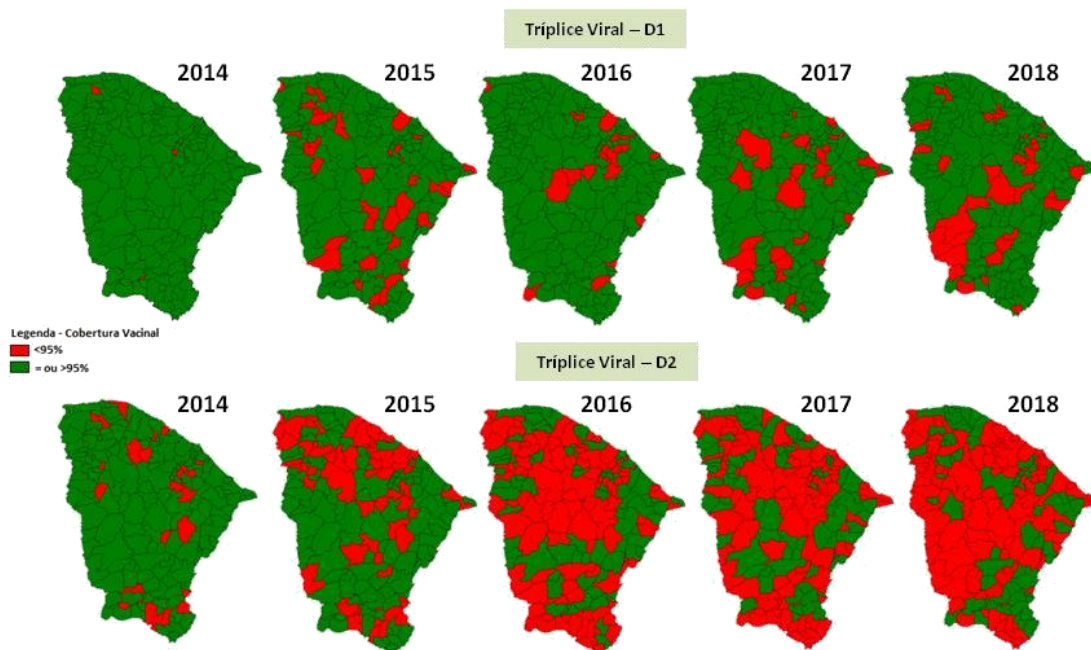 Tríplice Viral – D1
2014
2015
2016
2017
2018
Legenda - Cobertura Vacinal
<95%
= ou >95%
Tríplice Viral – D2
2014
2015
2016
2017
2018